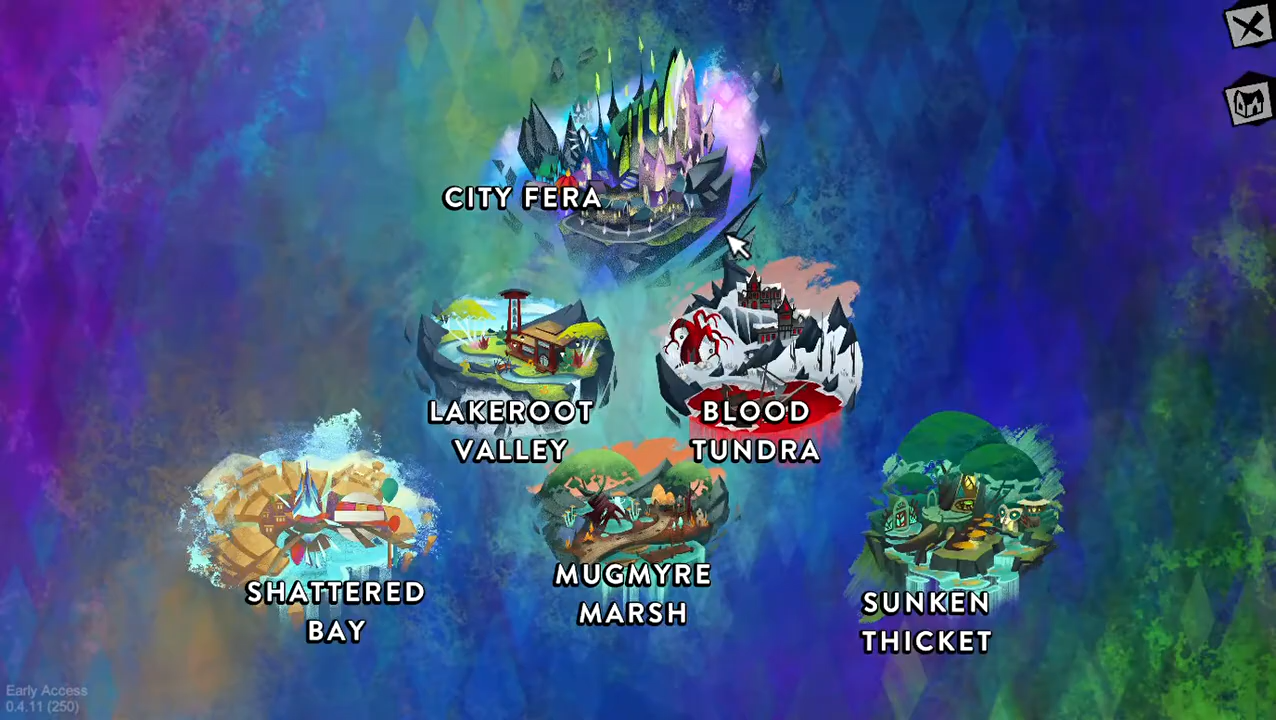 CITY FERA
LAKEROOT
VALLEY
BLOOD
TUNDRA
SHATTERED
BAY
MUGMYRE
MARSH
SUNKEN
THICKET
Early Access
0.4.11 (250)